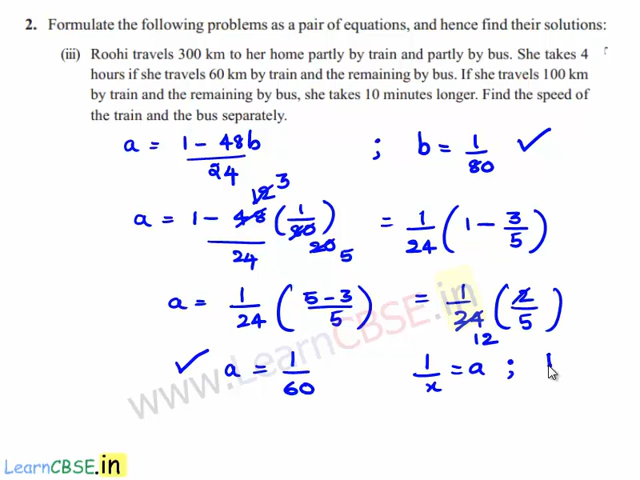 2. Formulate the following problems as a pair of equations, and hence find their solutions:
(iii) Roohi travels 300 km to her home partly by train and partly by bus. She takes 4
hours if she travels 60 km by train and the remaining by bus. If she travels 100 km
by train and the remaining by bus, she takes 10 minutes longer. Find the speed of
the train and the bus separately.
a = (1 - 48b)/24 ; b = 1/80 ✓
a = (1 - 48 12 3 (1/80 20 5))/24 = 1/24 (1 - 3/5)
a = 1/24 ((5-3)/5) = 1/24 12 (2/5)
✓ a = 1/60 1/x = a ;
www.LearnCBSE.in
LearnCBSE.in